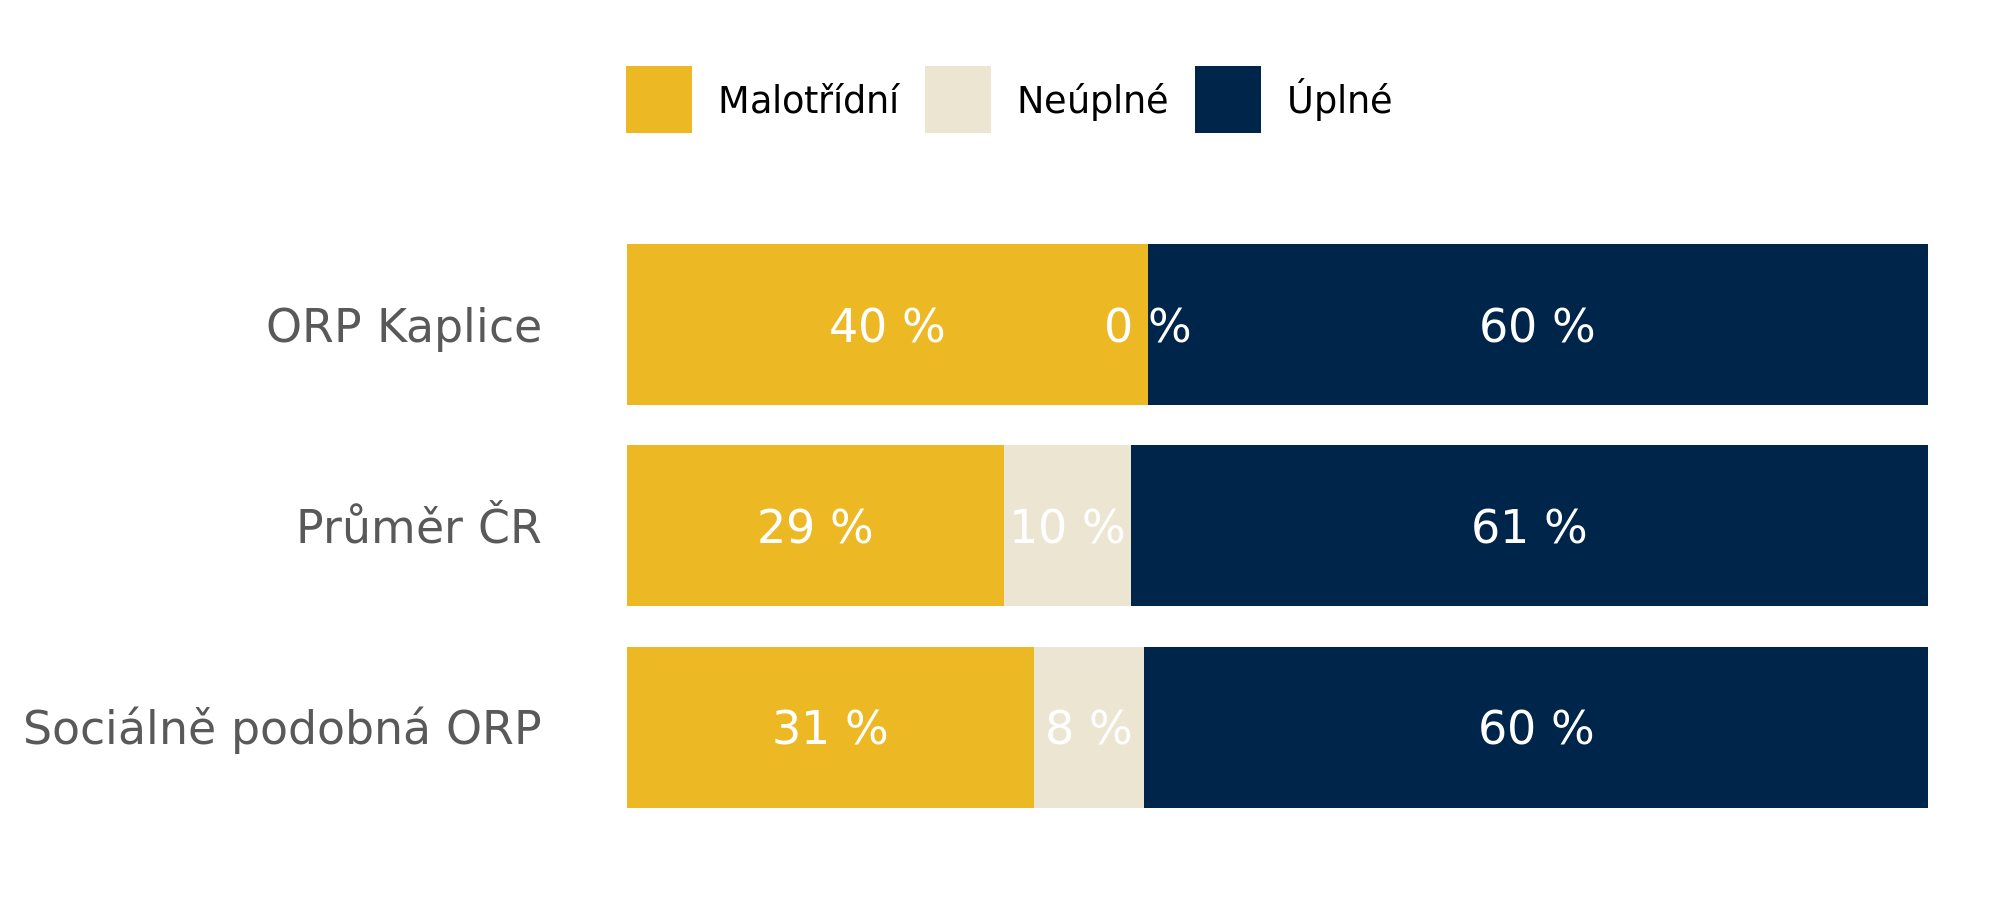 Malotřídní Neúplné Úplné
ORP Kaplice 40 % 0 % 60 %
Průměr ČR 29 % 10 % 61 %
Sociálně podobná ORP 31 % 8 % 60 %